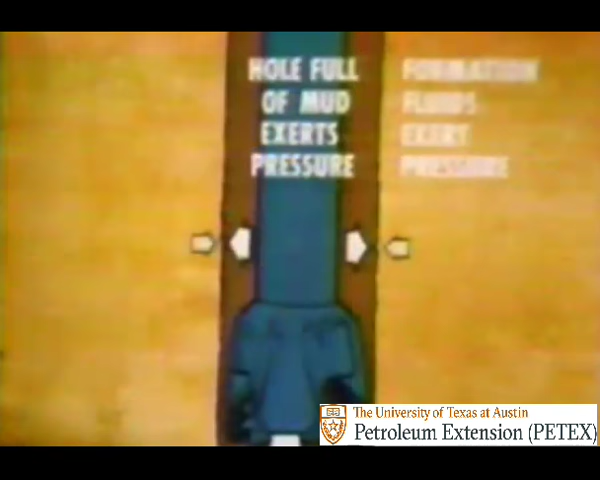 HOLE FULL
OF MUD
EXERTS
PRESSURE
FORMATION
FLUIDS
EXERT
PRESSURE
The University of Texas at Austin
Petroleum Extension (PETEX)